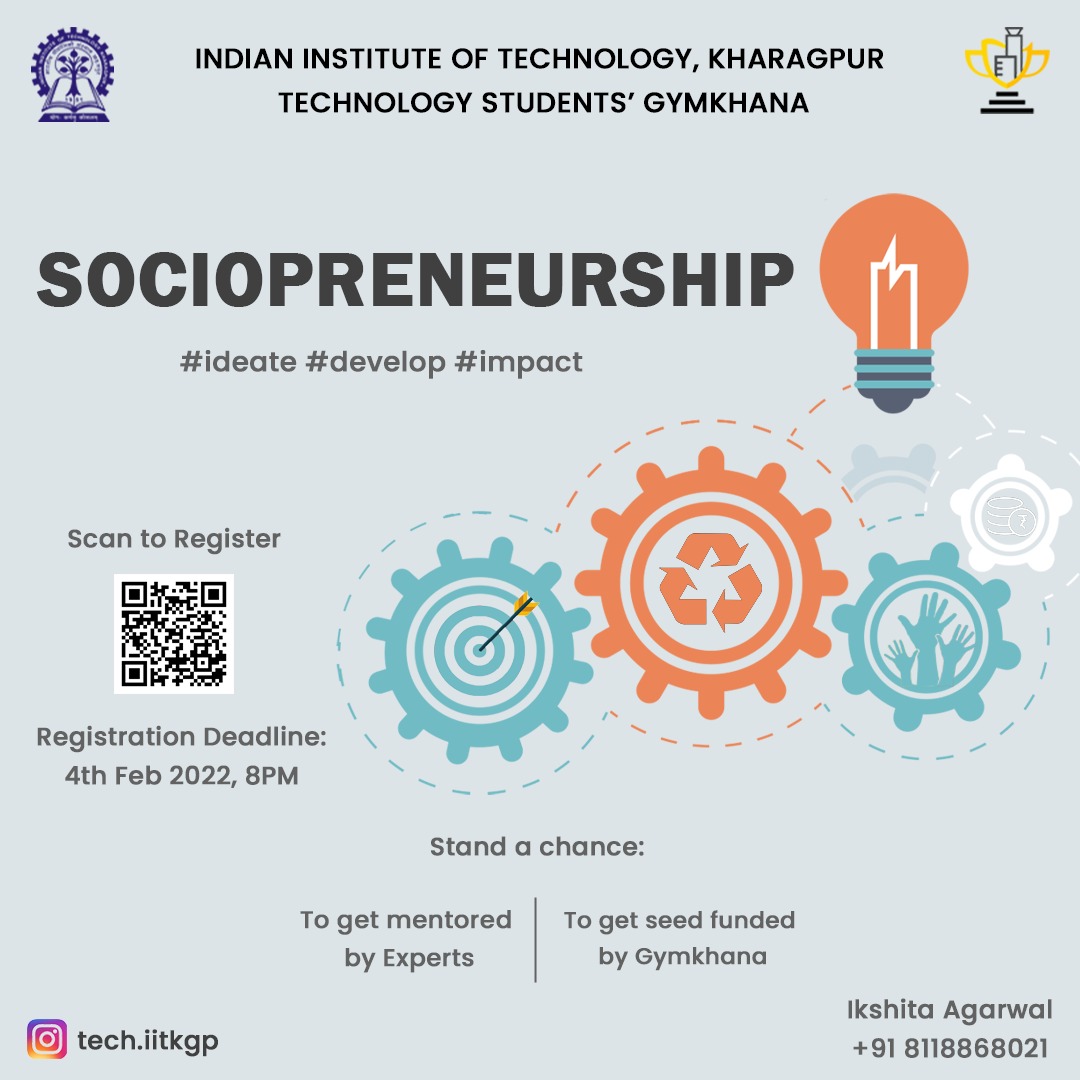 INDIAN INSTITUTE OF TECHNOLOGY, KHARAGPUR
TECHNOLOGY STUDENTS’ GYMKHANA
SOCIOPRENEURSHIP
#ideate #develop #impact
Scan to Register
Registration Deadline:
4th Feb 2022, 8PM
Stand a chance:
To get mentored
by Experts
To get seed funded
by Gymkhana
tech.iitkgp
Ikshita Agarwal
+91 8118868021